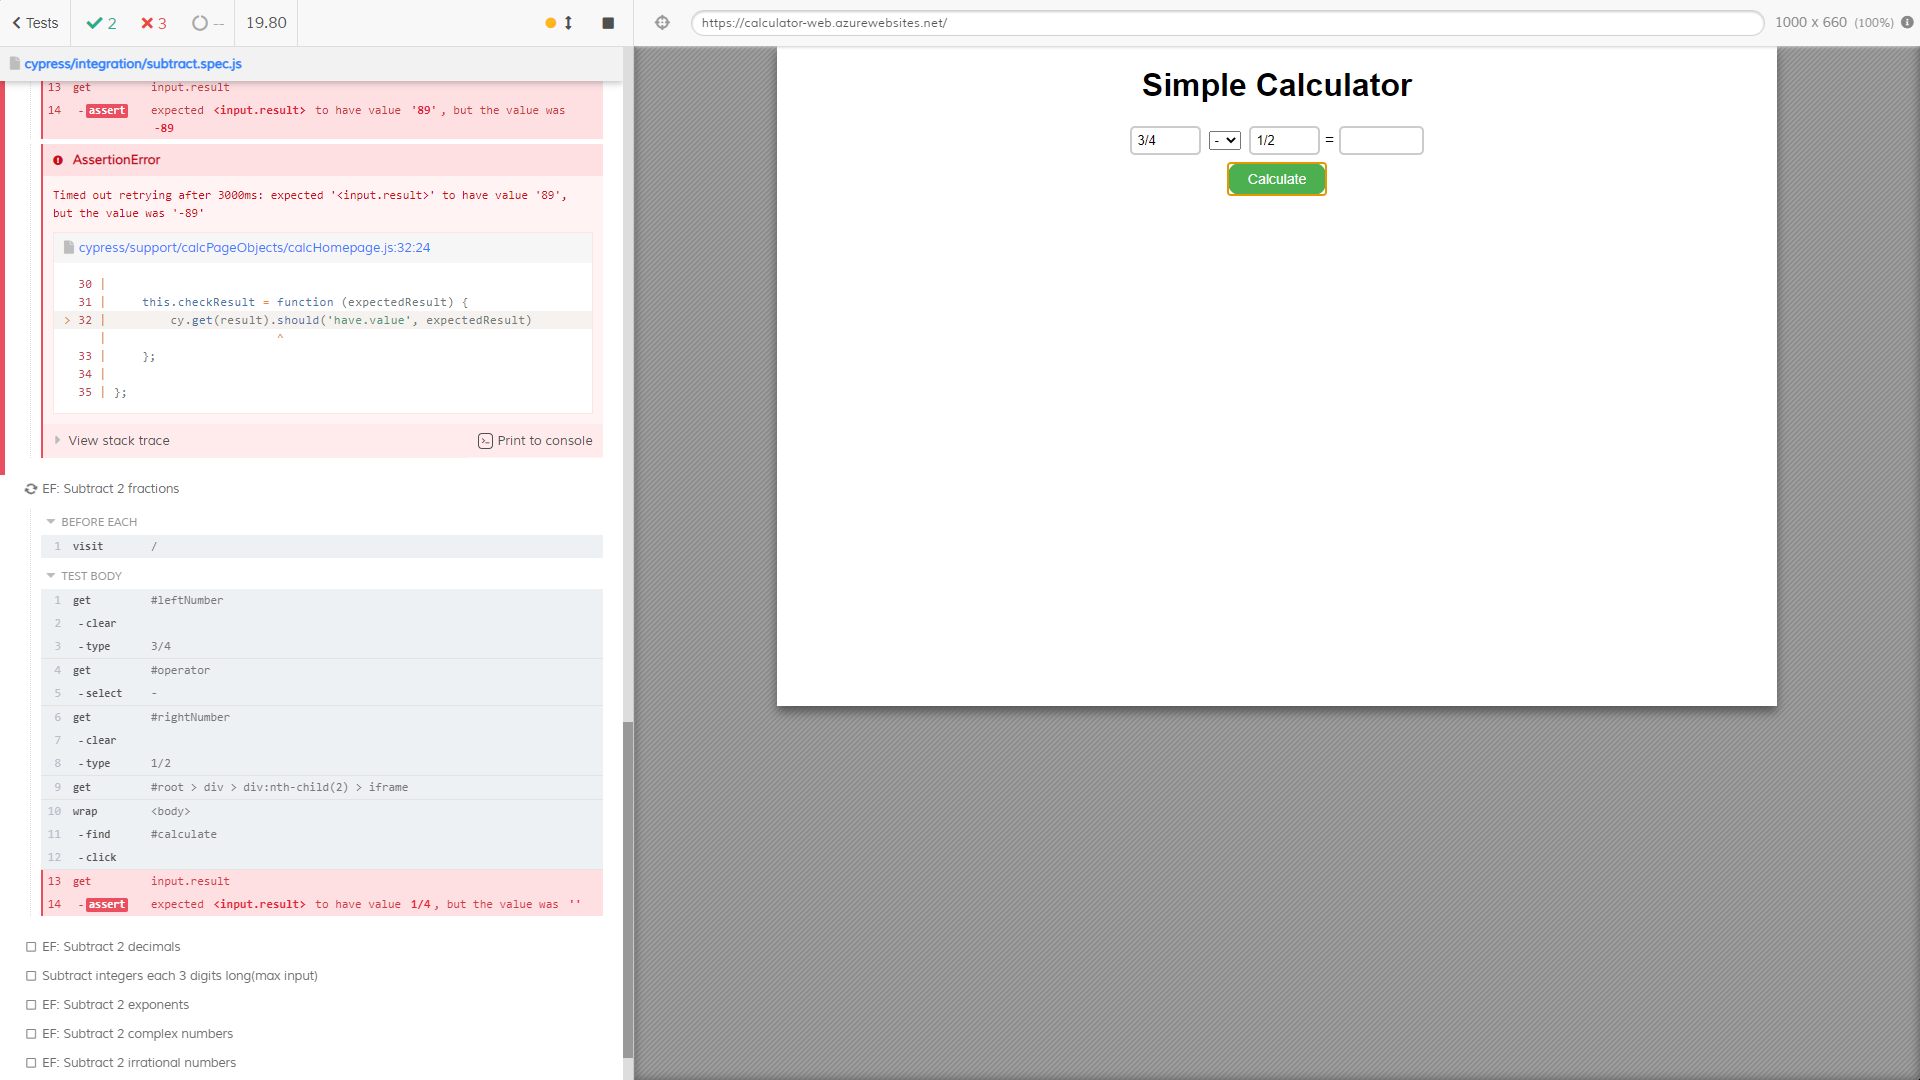 Tests
2
3
--
19.80
https://calculator-web.azurewebsites.net/
1000 x 660 (100%)
cypress/integration/subtract.spec.js
13 get input.result
14 -assert expected <input.result> to have value '89', but the value was
-89
AssertionError
Timed out retrying after 3000ms: expected '<input.result>' to have value '89',
but the value was '-89'
cypress/support/calcPageObjects/calcHomepage.js:32:24
30 |
31 | this.checkResult = function (expectedResult) {
> 32 | cy.get(result).should('have.value', expectedResult)
| ^
33 | };
34 |
35 | };
View stack trace
Print to console
EF: Subtract 2 fractions
BEFORE EACH
1 visit /
TEST BODY
1 get #leftNumber
2 -clear
3 -type 3/4
4 get #operator
5 -select -
6 get #rightNumber
7 -clear
8 -type 1/2
9 get #root > div > div:nth-child(2) > iframe
10 wrap <body>
11 -find #calculate
12 -click
13 get input.result
14 -assert expected <input.result> to have value 1/4, but the value was ''
EF: Subtract 2 decimals
Subtract integers each 3 digits long(max input)
EF: Subtract 2 exponents
EF: Subtract 2 complex numbers
EF: Subtract 2 irrational numbers
Simple Calculator
3/4 - 1/2 =
Calculate